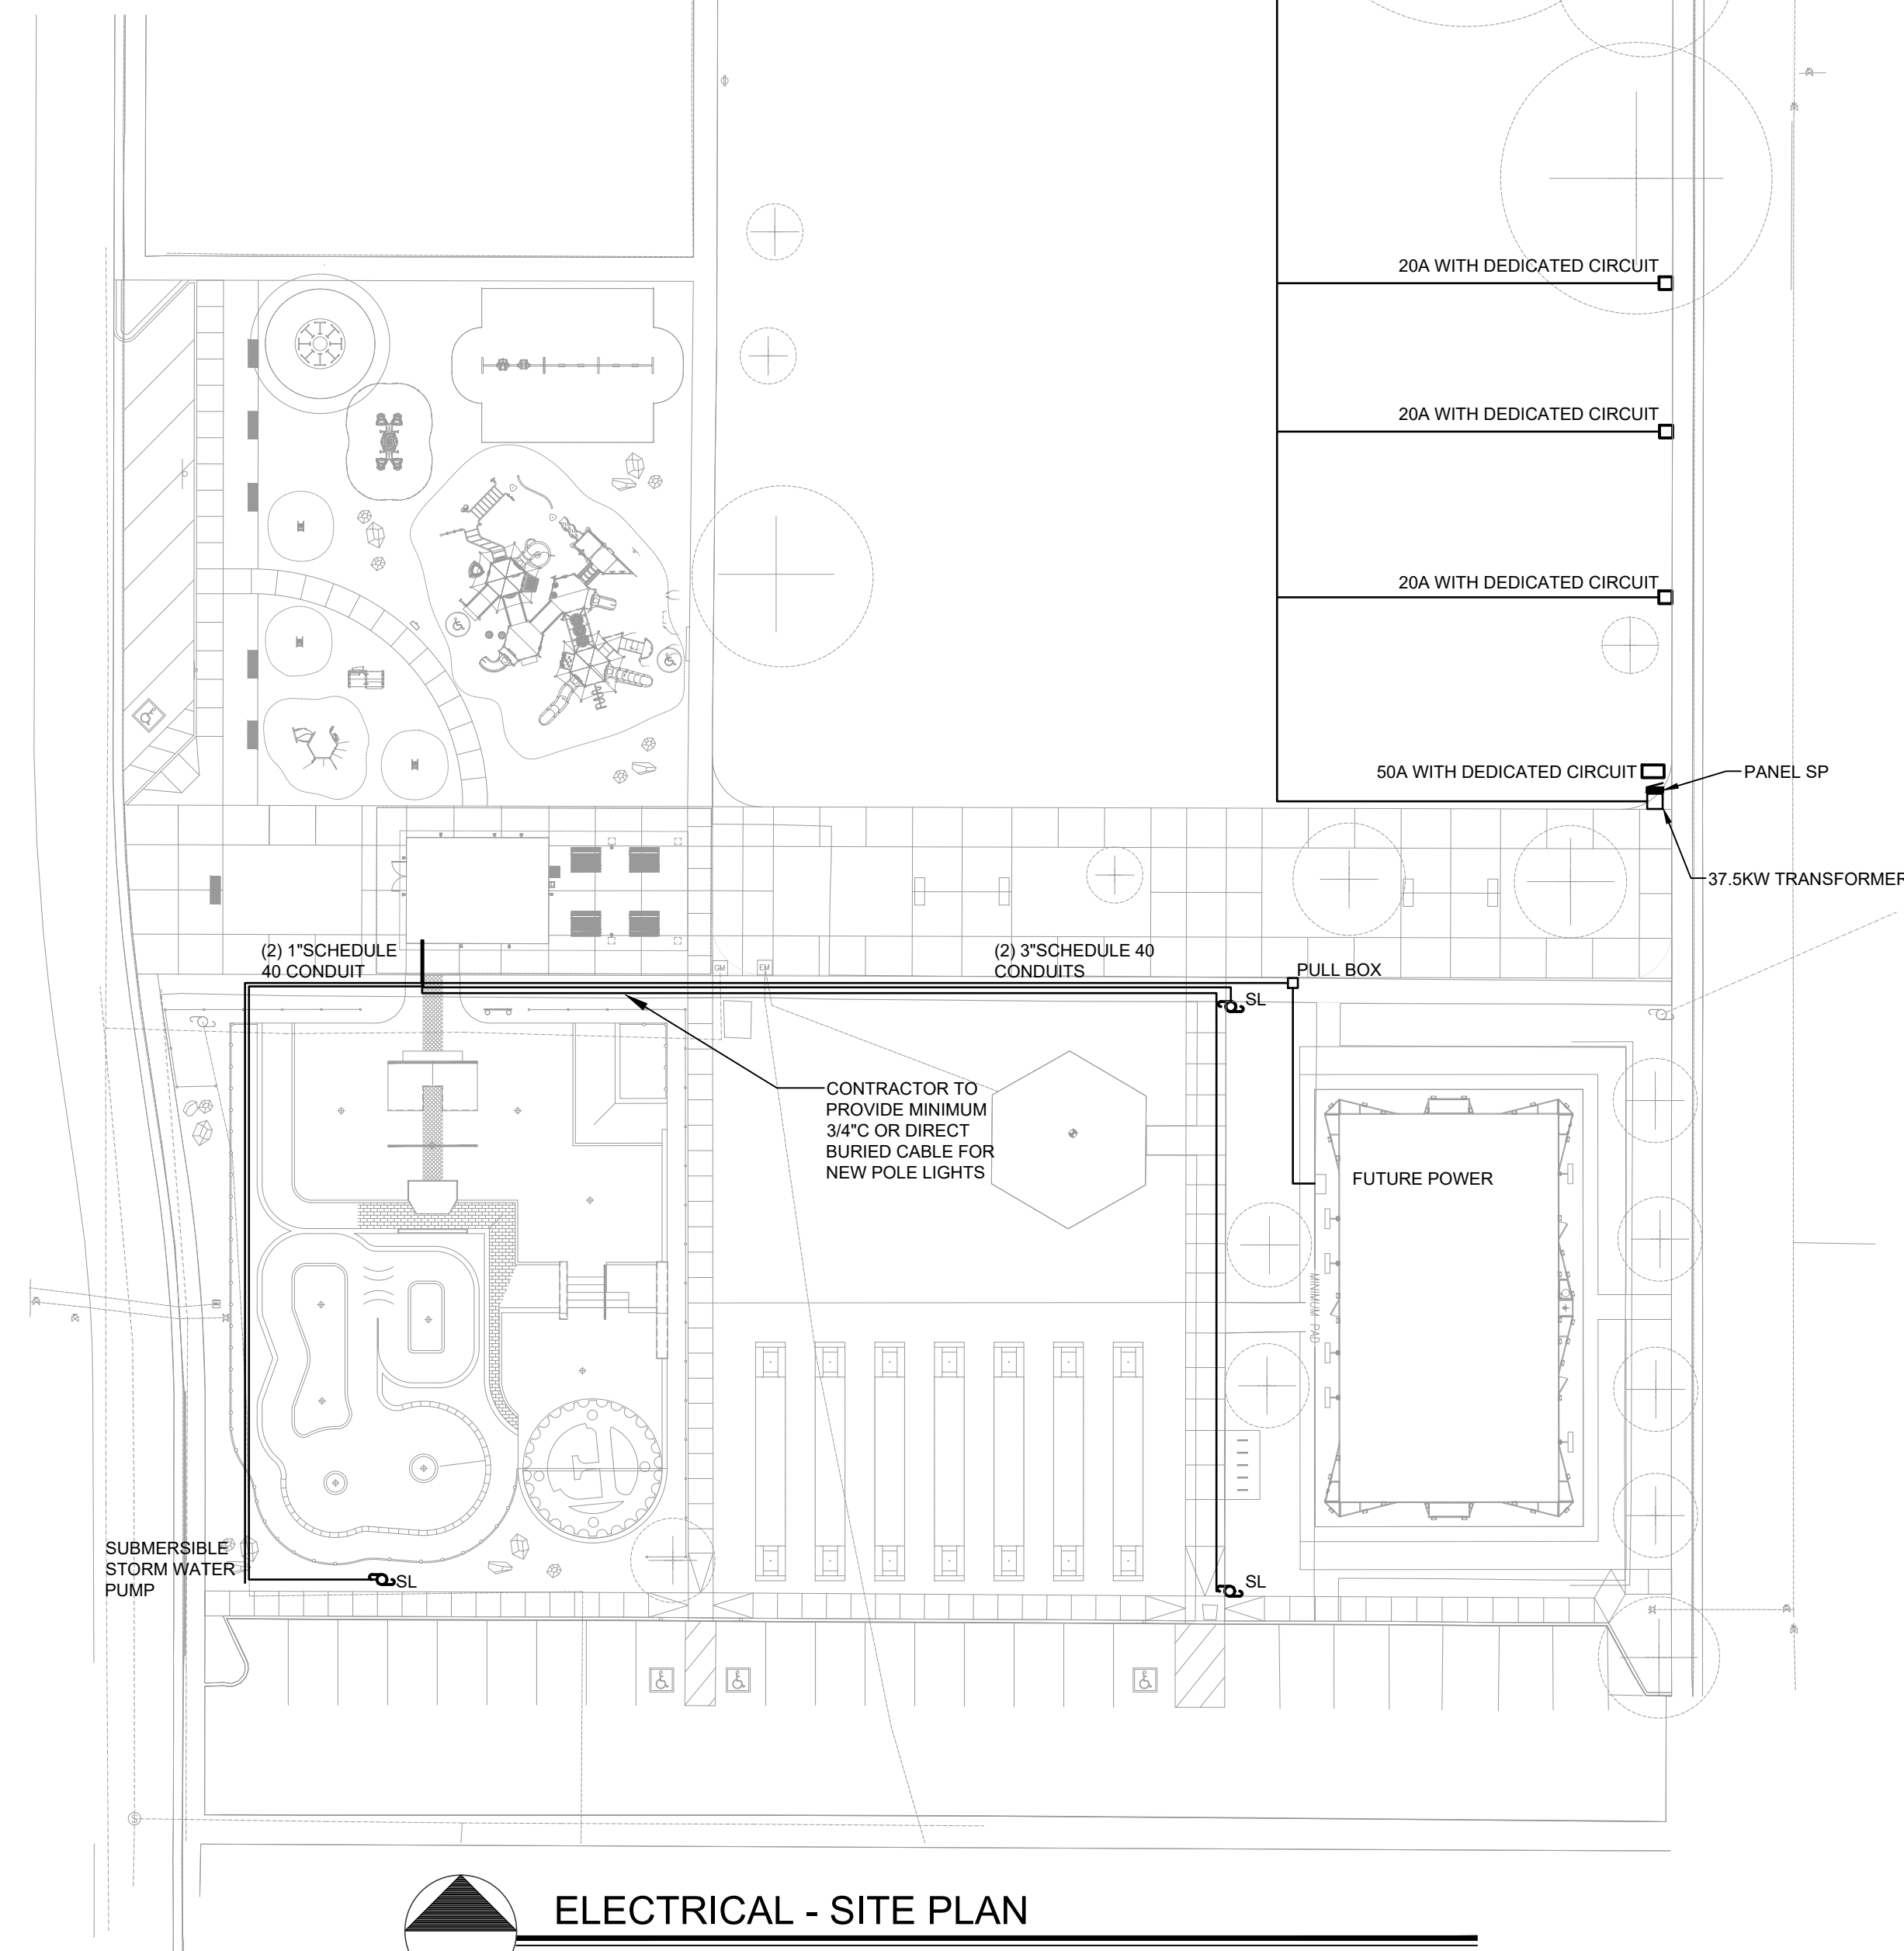 20A WITH DEDICATED CIRCUIT
20A WITH DEDICATED CIRCUIT
20A WITH DEDICATED CIRCUIT
50A WITH DEDICATED CIRCUIT
PANEL SP
37.5KW TRANSFORMER
(2) 1"SCHEDULE
40 CONDUIT
(2) 3"SCHEDULE 40
CONDUITS
PULL BOX
GM
EM
SL
CONTRACTOR TO
PROVIDE MINIMUM
3/4"C OR DIRECT
BURIED CABLE FOR
NEW POLE LIGHTS
FUTURE POWER
MINIMUM PAD
SUBMERSIBLE
STORM WATER
PUMP
SL
SL
S
ELECTRICAL - SITE PLAN